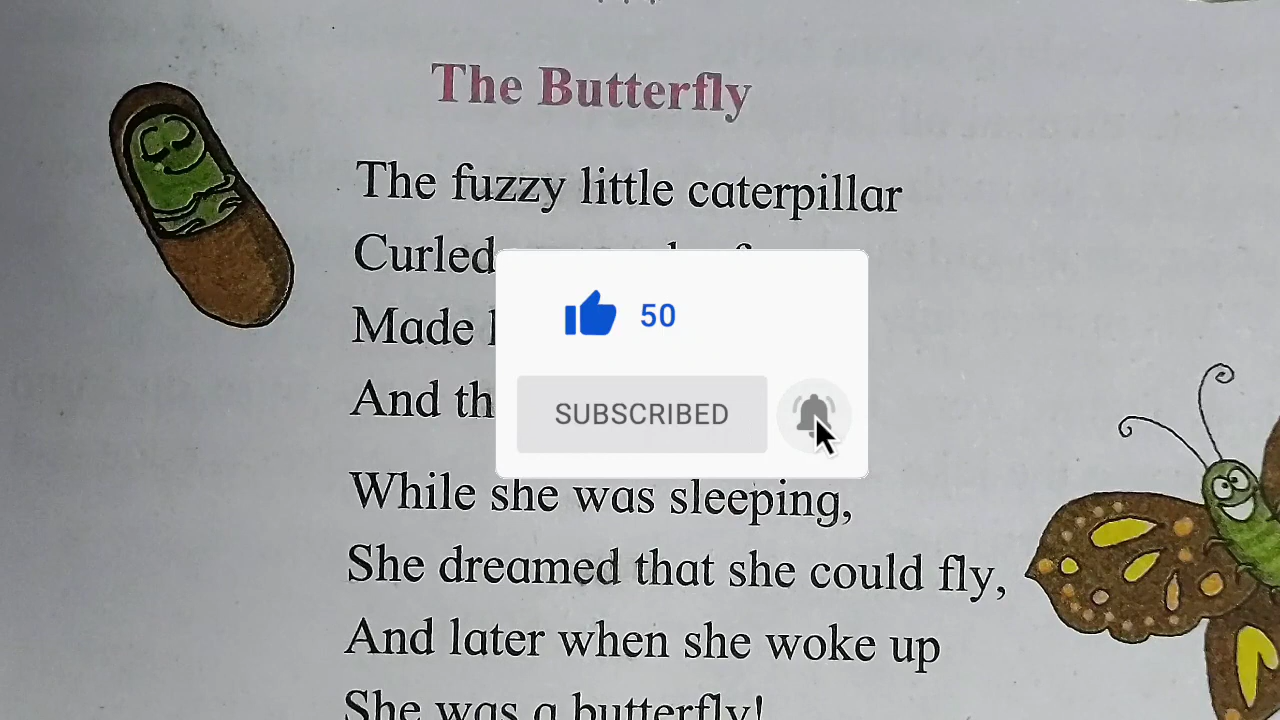 The Butterfly
The fuzzy little caterpillar
Curled
Made
And
50
SUBSCRIBED
While she was sleeping,
She dreamed that she could fly,
And later when she woke up
She was a butterfly!